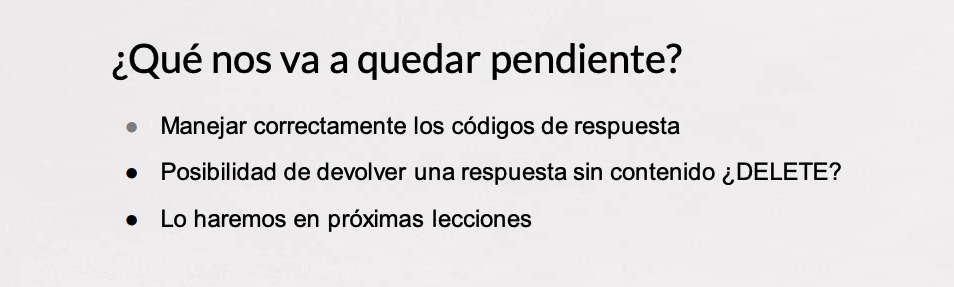 ¿Qué nos va a quedar pendiente?
● Manejar correctamente los códigos de respuesta
● Posibilidad de devolver una respuesta sin contenido ¿DELETE?
● Lo haremos en próximas lecciones